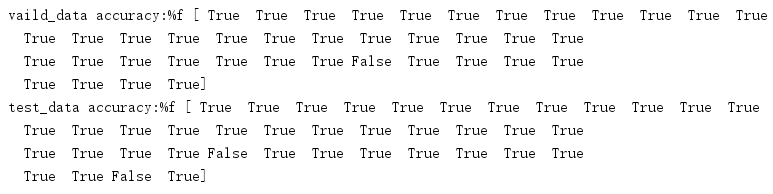 vaild_data accuracy:%f [ True True True True True True True True True True True True
True True True True True True True True True True True True
True True True True True True True False True True True True
True True True True]
test_data accuracy:%f [ True True True True True True True True True True True True
True True True True True True True True True True True True
True True True True False True True True True True True True
True True False True]